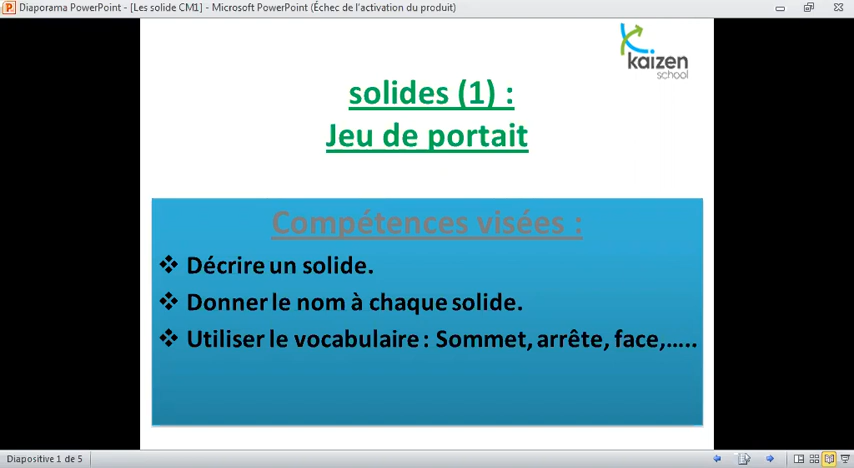 Diaporama PowerPoint - [Les solide CM1] - Microsoft PowerPoint (Échec de l'activation du produit)
kaizen
school
solides (1) :
Jeu de portait
Compétences visées :
❖ Décrire un solide.
❖ Donner le nom à chaque solide.
❖ Utiliser le vocabulaire : Sommet, arrête, face,…..
Diapositive 1 de 5